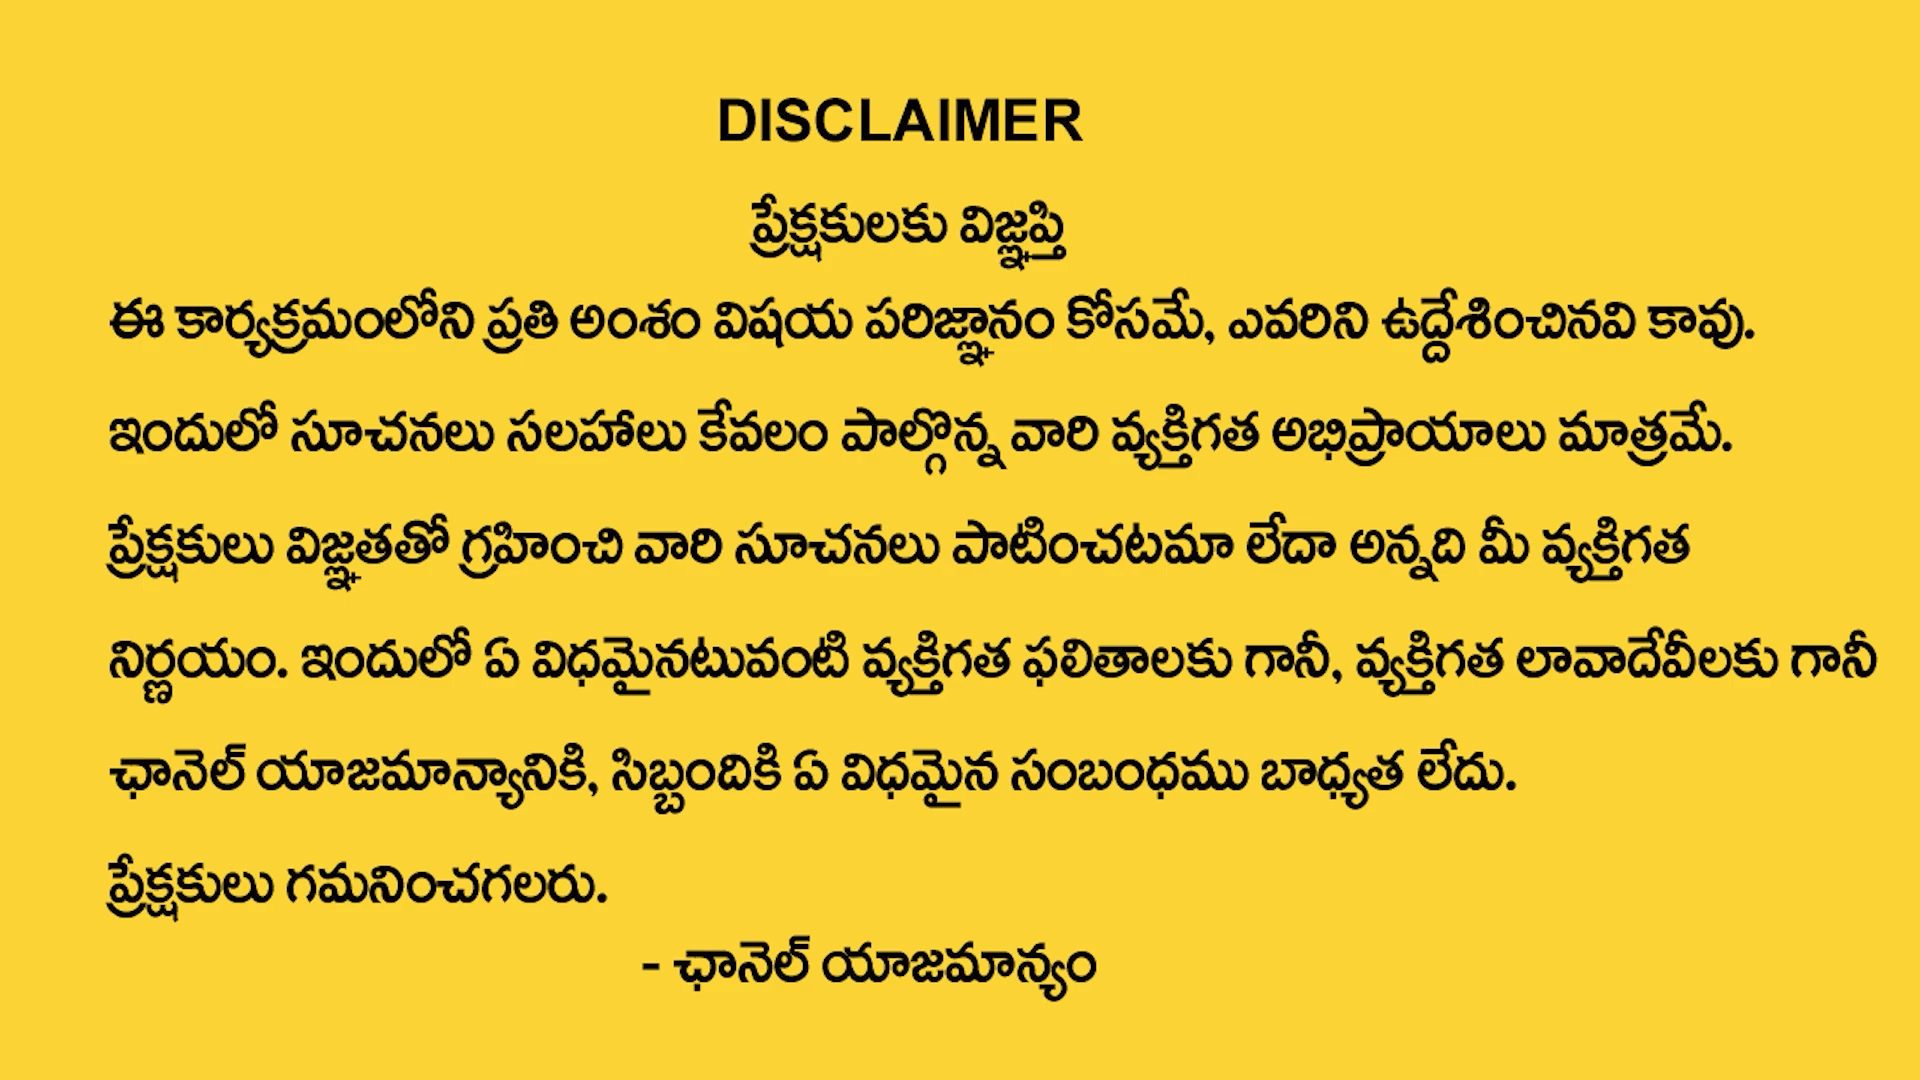 DISCLAIMER
ప్రేక్షకులకు విజ్ఞప్తి
ఈ కార్యక్రమంలోని ప్రతి అంశం విషయ పరిజ్ఞానం కోసమే, ఎవరిని ఉద్దేశించినవి కావు.
ఇందులో సూచనలు సలహాలు కేవలం పాల్గొన్న వారి వ్యక్తిగత అభిప్రాయాలు మాత్రమే.
ప్రేక్షకులు విజ్ఞతతో గ్రహించి వారి సూచనలు పాటించటమా లేదా అన్నది మీ వ్యక్తిగత
నిర్ణయం. ఇందులో ఏ విధమైనటువంటి వ్యక్తిగత ఫలితాలకు గానీ, వ్యక్తిగత లావాదేవీలకు గానీ
ఛానెల్ యాజమాన్యానికి, సిబ్బందికి ఏ విధమైన సంబంధము బాధ్యత లేదు.
ప్రేక్షకులు గమనించగలరు.
- ఛానెల్ యాజమాన్యం